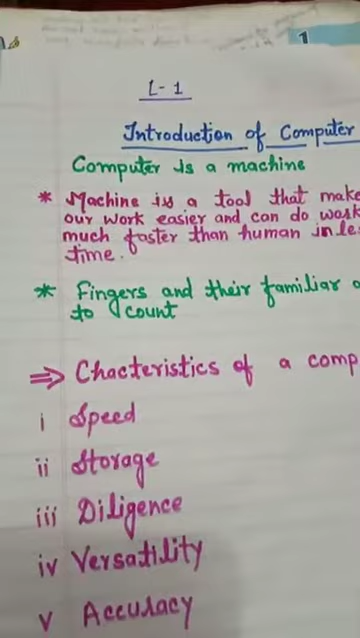 1
L-1
Introduction of Computer
Computer is a machine
* Machine is a tool that make
our work easier and can do work
much faster than human in le
time.
* Fingers and their familiar
to count
⇒ Chacteristics of a comp
i Speed
ii Storage
iii Diligence
iv Versatility
v Accuracy